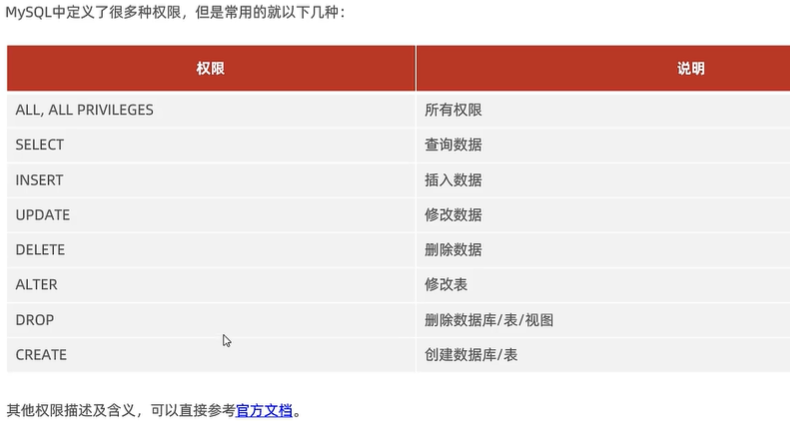 MySQL中定义了很多种权限，但是常用的就以下几种：
权限 说明
ALL, ALL PRIVILEGES 所有权限
SELECT 查询数据
INSERT 插入数据
UPDATE 修改数据
DELETE 删除数据
ALTER 修改表
DROP 删除数据库/表/视图
CREATE 创建数据库/表
其他权限描述及含义，可以直接参考官方文档。